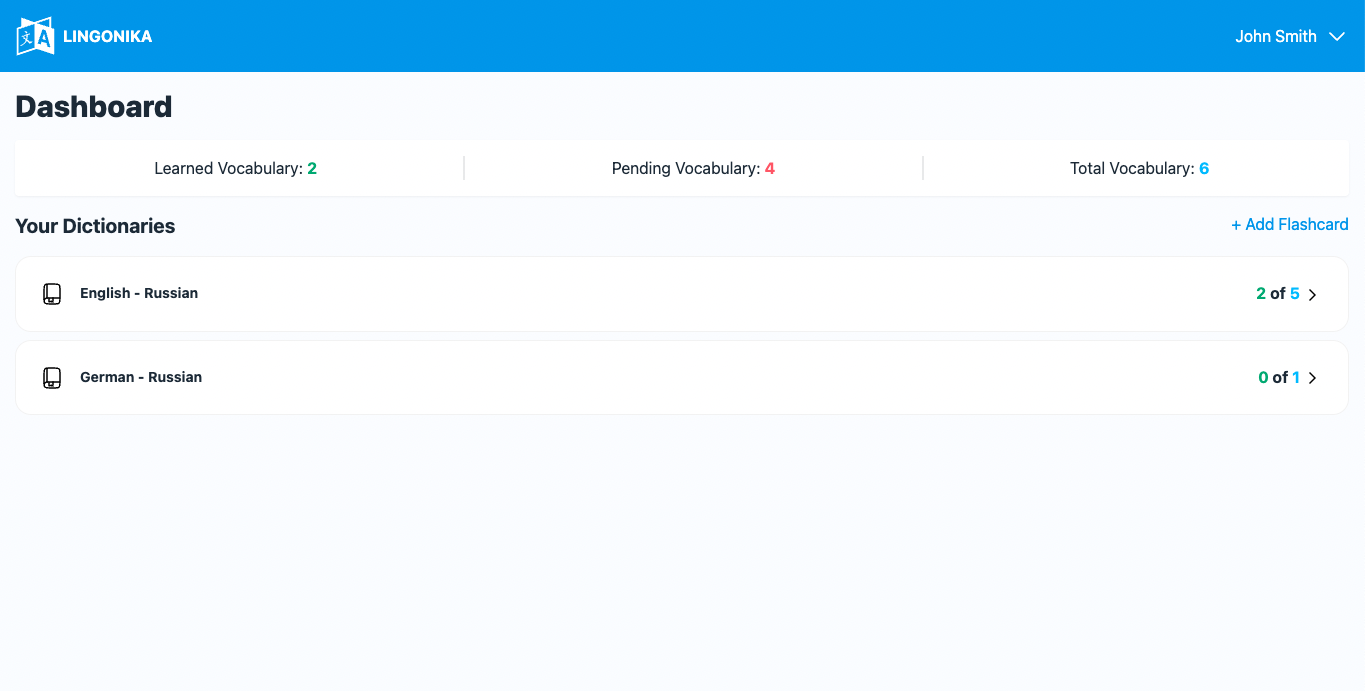 文A LINGONIKA
John Smith
Dashboard
Learned Vocabulary: 2
Pending Vocabulary: 4
Total Vocabulary: 6
Your Dictionaries
+ Add Flashcard
English - Russian
2 of 5
German - Russian
0 of 1